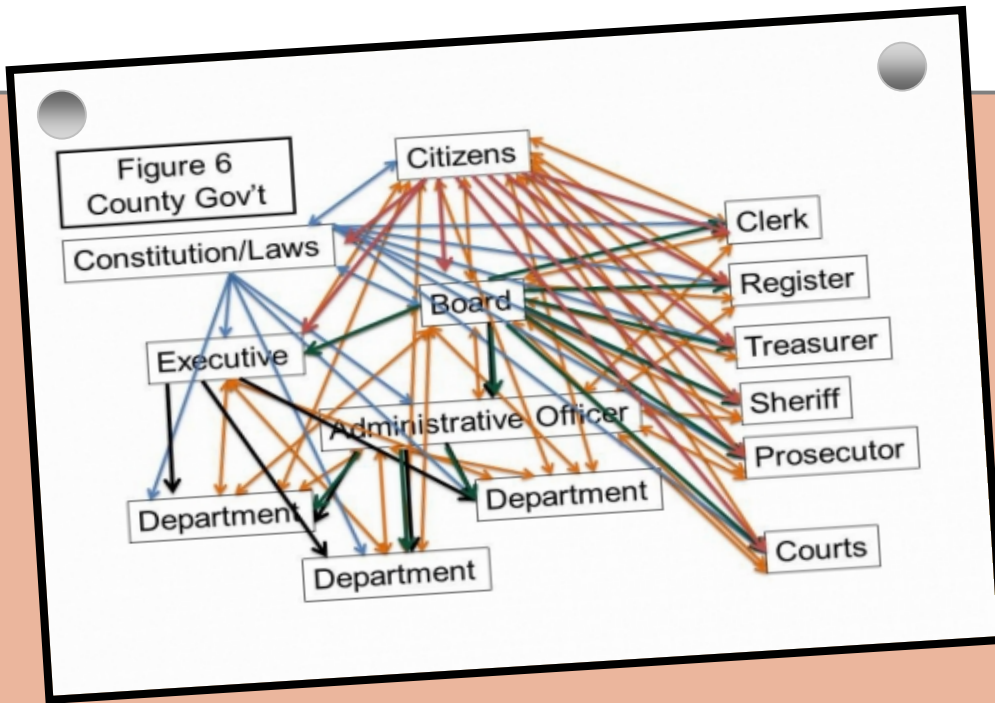 Figure 6
County Gov't
Citizens
Constitution/Laws
Clerk
Register
Board
Treasurer
Executive
Sheriff
Administrative Officer
Prosecutor
Department
Department
Department
Courts